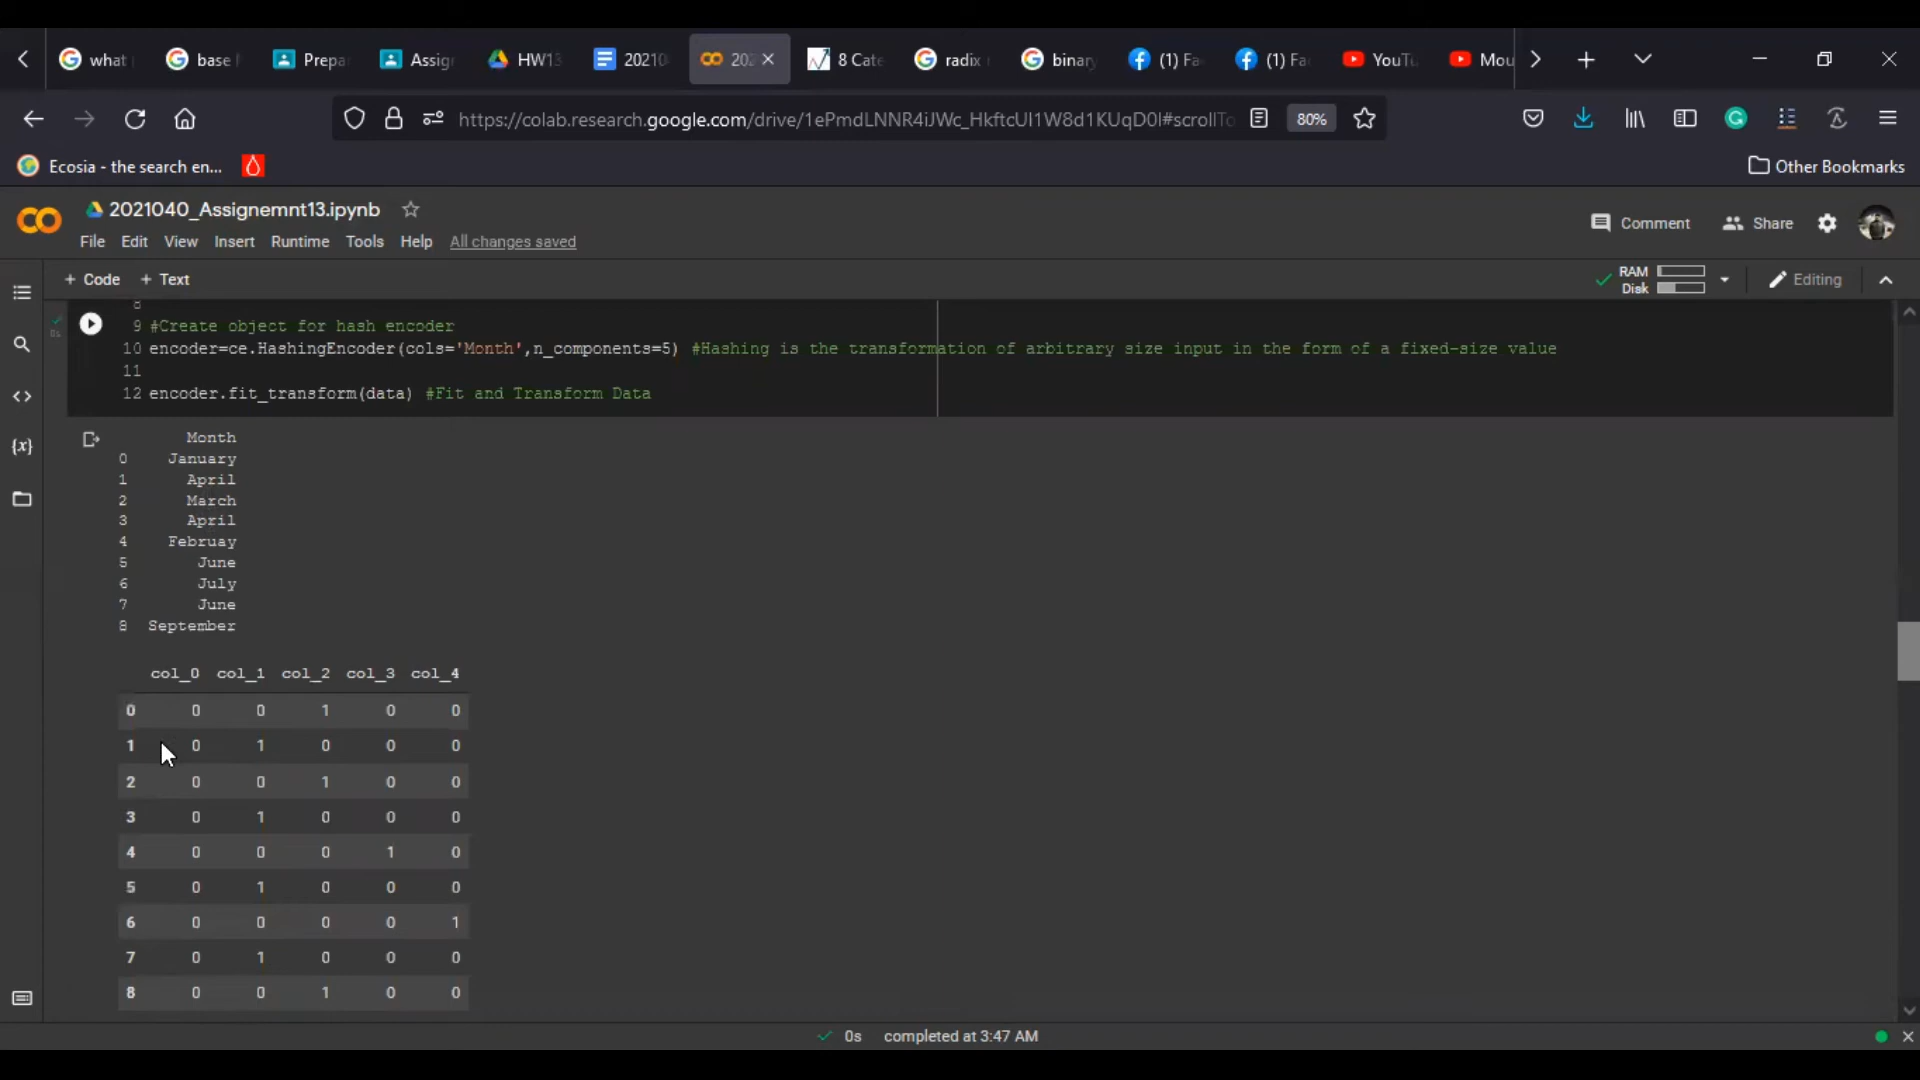 what
base
Prepa
Assig
HW13
20210
202
8 Cate
radix
binary
(1) Fa
(1) Fa
YouTu
Mou
https://colab.research.google.com/drive/1ePmdLNNR4iJWc_HkftcUI1W8d1KUqD0I#scrollTo
80%
Ecosia - the search en...
Other Bookmarks
2021040_Assignemnt13.ipynb
Comment
Share
File Edit View Insert Runtime Tools Help All changes saved
+ Code + Text
RAM
Disk
Editing
8
9 #Create object for hash encoder
10 encoder=ce.HashingEncoder(cols='Month',n_components=5) #Hashing is the transformation of arbitrary size input in the form of a fixed-size value
11
12 encoder.fit_transform(data) #Fit and Transform Data
0s
Month
0 January
1 April
2 March
3 April
4 Februay
5 June
6 July
7 June
8 September
col_0 col_1 col_2 col_3 col_4
0 0 0 1 0 0
1 0 1 0 0 0
2 0 0 1 0 0
3 0 1 0 0 0
4 0 0 0 1 0
5 0 1 0 0 0
6 0 0 0 0 1
7 0 1 0 0 0
8 0 0 1 0 0
0s completed at 3:47 AM